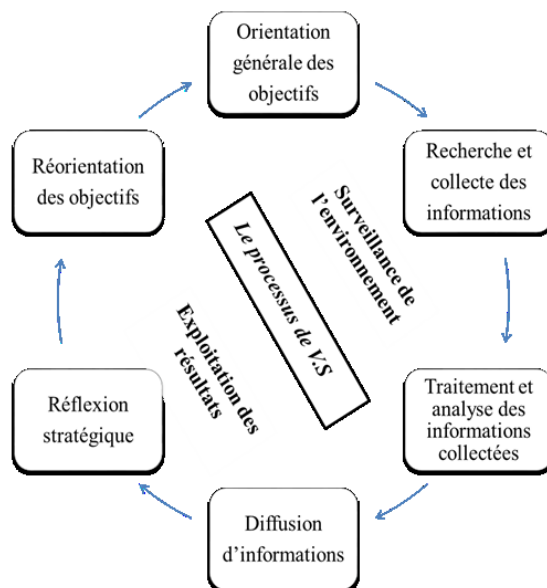 Orientation
générale des
objectifs
Recherche et
collecte des
informations
Traitement et
analyse des
informations
collectées
Diffusion
d’informations
Réflexion
stratégique
Réorientation
des objectifs
Surveillance de
l’environnement
Le processus de V.S
Exploitation des
résultats